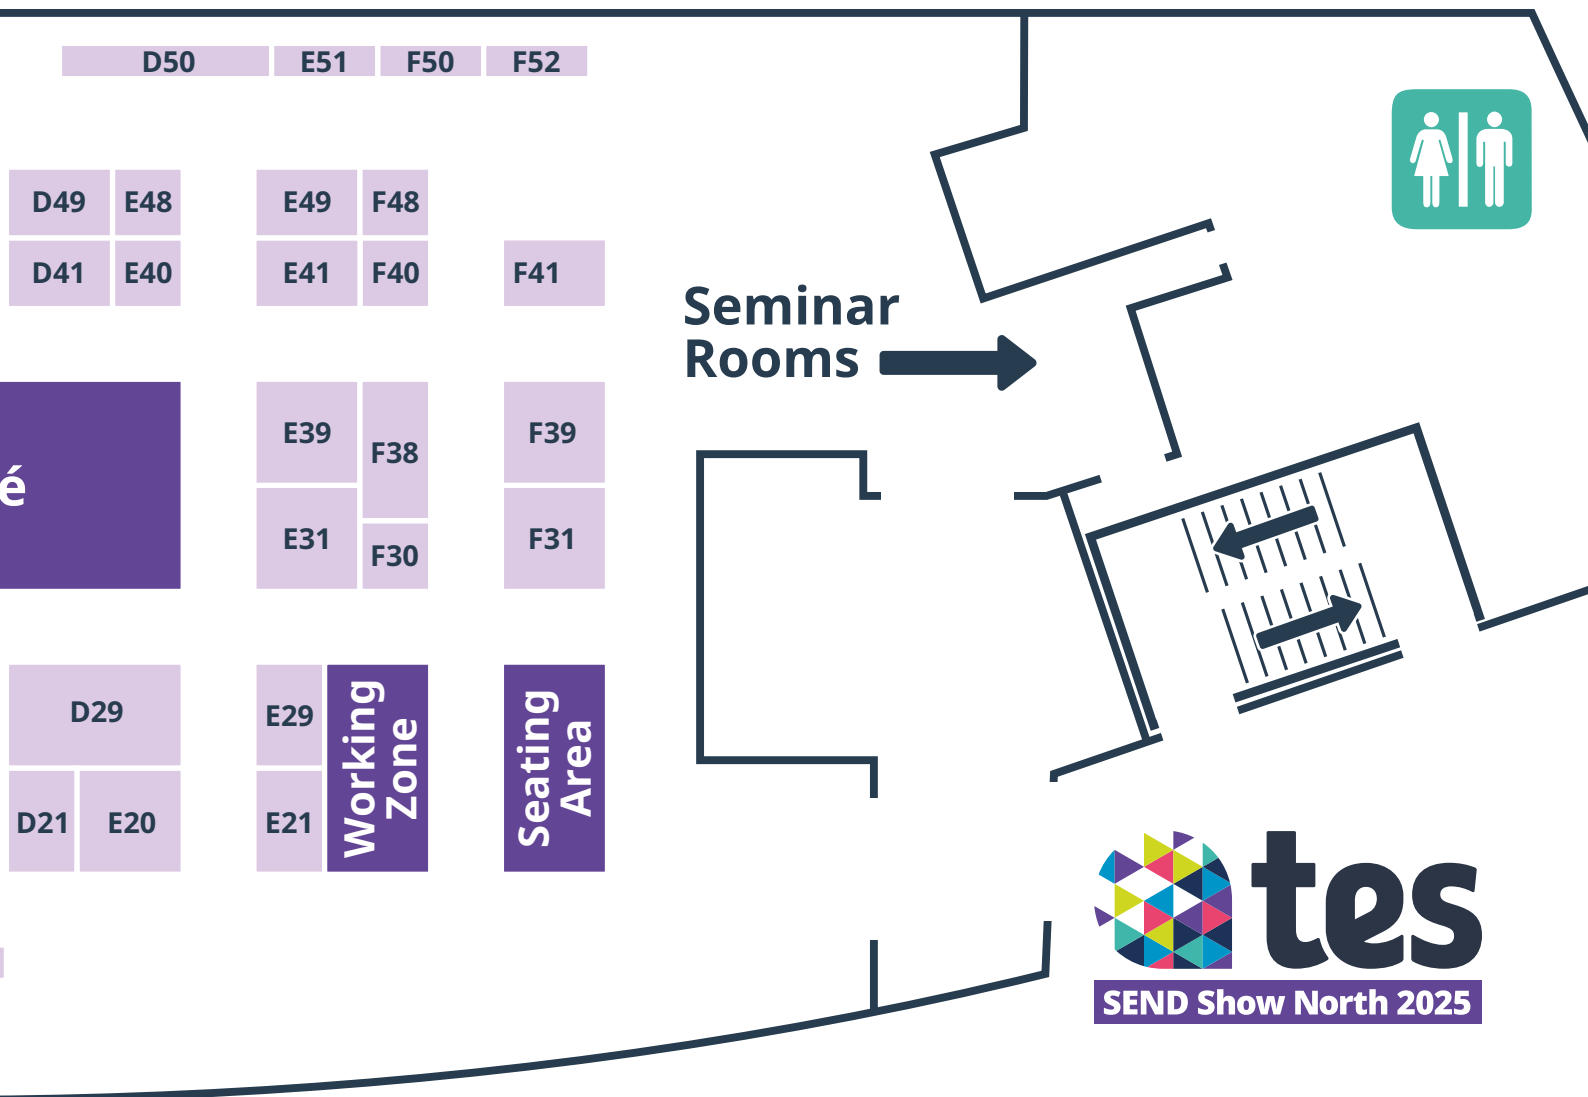 D50 E51 F50 F52
D49 E48 E49 F48
D41 E40 E41 F40 F41
Seminar
Rooms
é
E39 F38 F39
E31 F30 F31
D29 E29
D21 E20 E21
Working
Zone
Seating
Area
tes
SEND Show North 2025